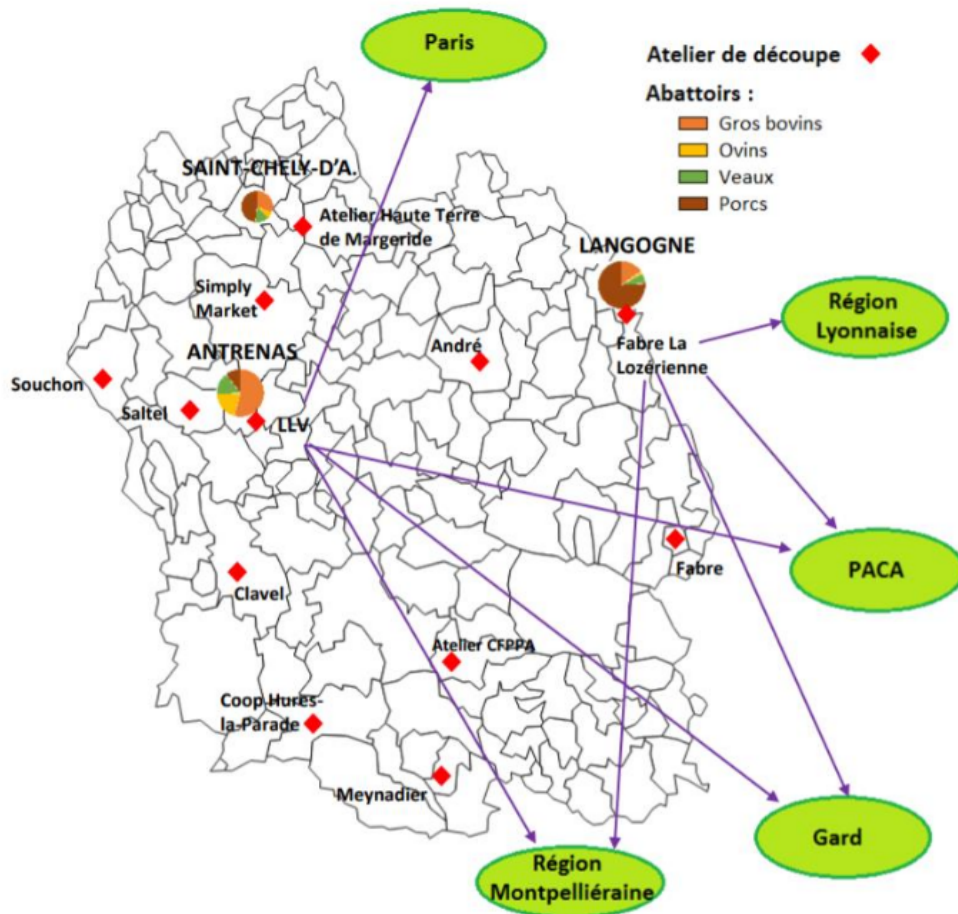 Paris
Atelier de découpe
Abattoirs :
Gros bovins
Ovins
Veaux
Porcs
SAINT-CHELY-D'A.
Atelier Haute Terre
de Margeride
LANGOGNE
Simply
Market
Région
Lyonnaise
André
Fabre La
Lozérienne
ANTRENAS
Souchon
Saltel
LLV
Fabre
PACA
Clavel
Atelier CFPPA
Coop Hures-
la-Parade
Meynadier
Gard
Région
Montpelliéraine